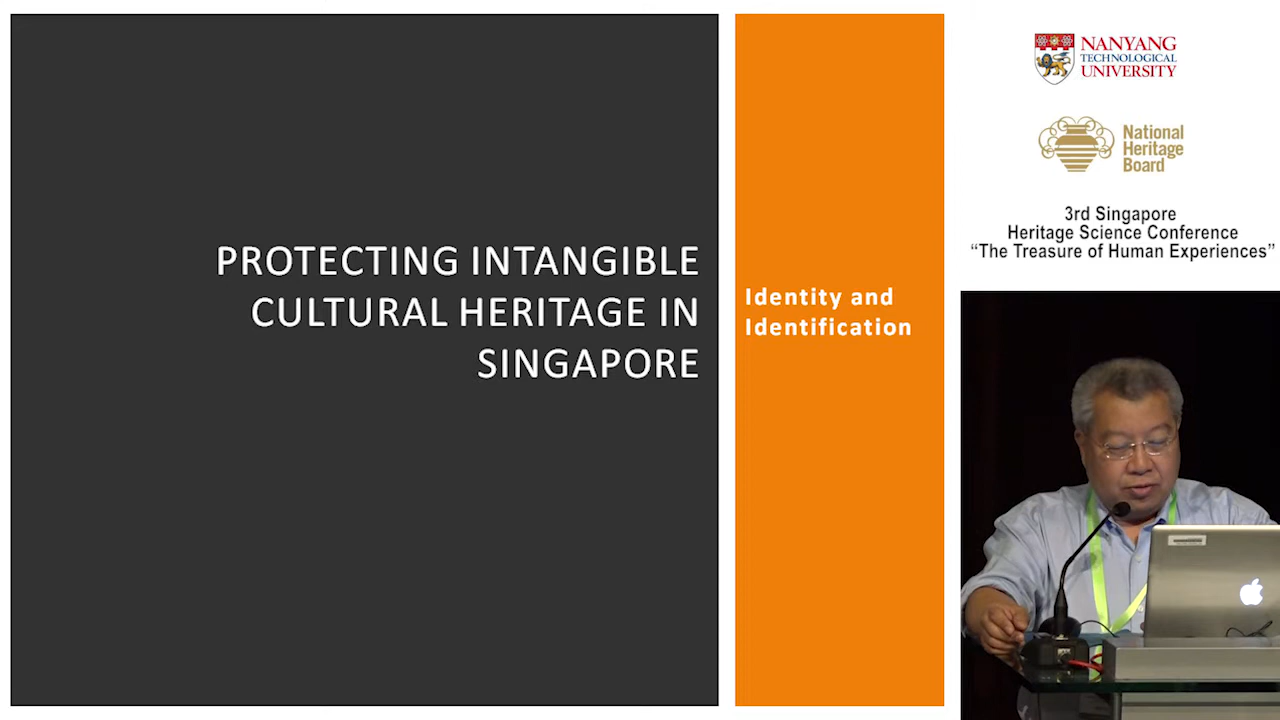 PROTECTING INTANGIBLE
CULTURAL HERITAGE IN
SINGAPORE
Identity and
Identification
NANYANG
TECHNOLOGICAL
UNIVERSITY
National
Heritage
Board
3rd Singapore
Heritage Science Conference
“The Treasure of Human Experiences”